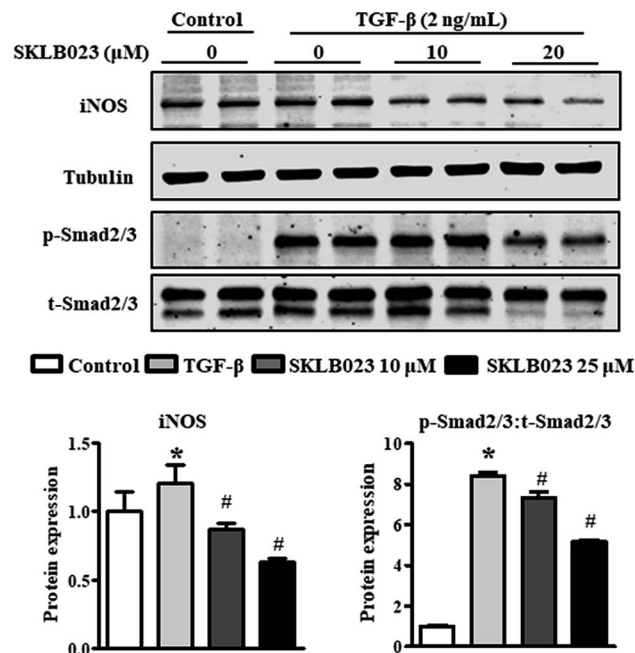 Control TGF-β (2 ng/mL)
SKLB023 (μM) 0 0 10 20
iNOS
Tubulin
p-Smad2/3
t-Smad2/3
Control TGF-β SKLB023 10 μM SKLB023 25 μM
iNOS
Protein expression
1.5
1.0
0.5
0.0
*
#
#
p-Smad2/3:t-Smad2/3
Protein expression
10
8
6
4
2
0
*
#
#